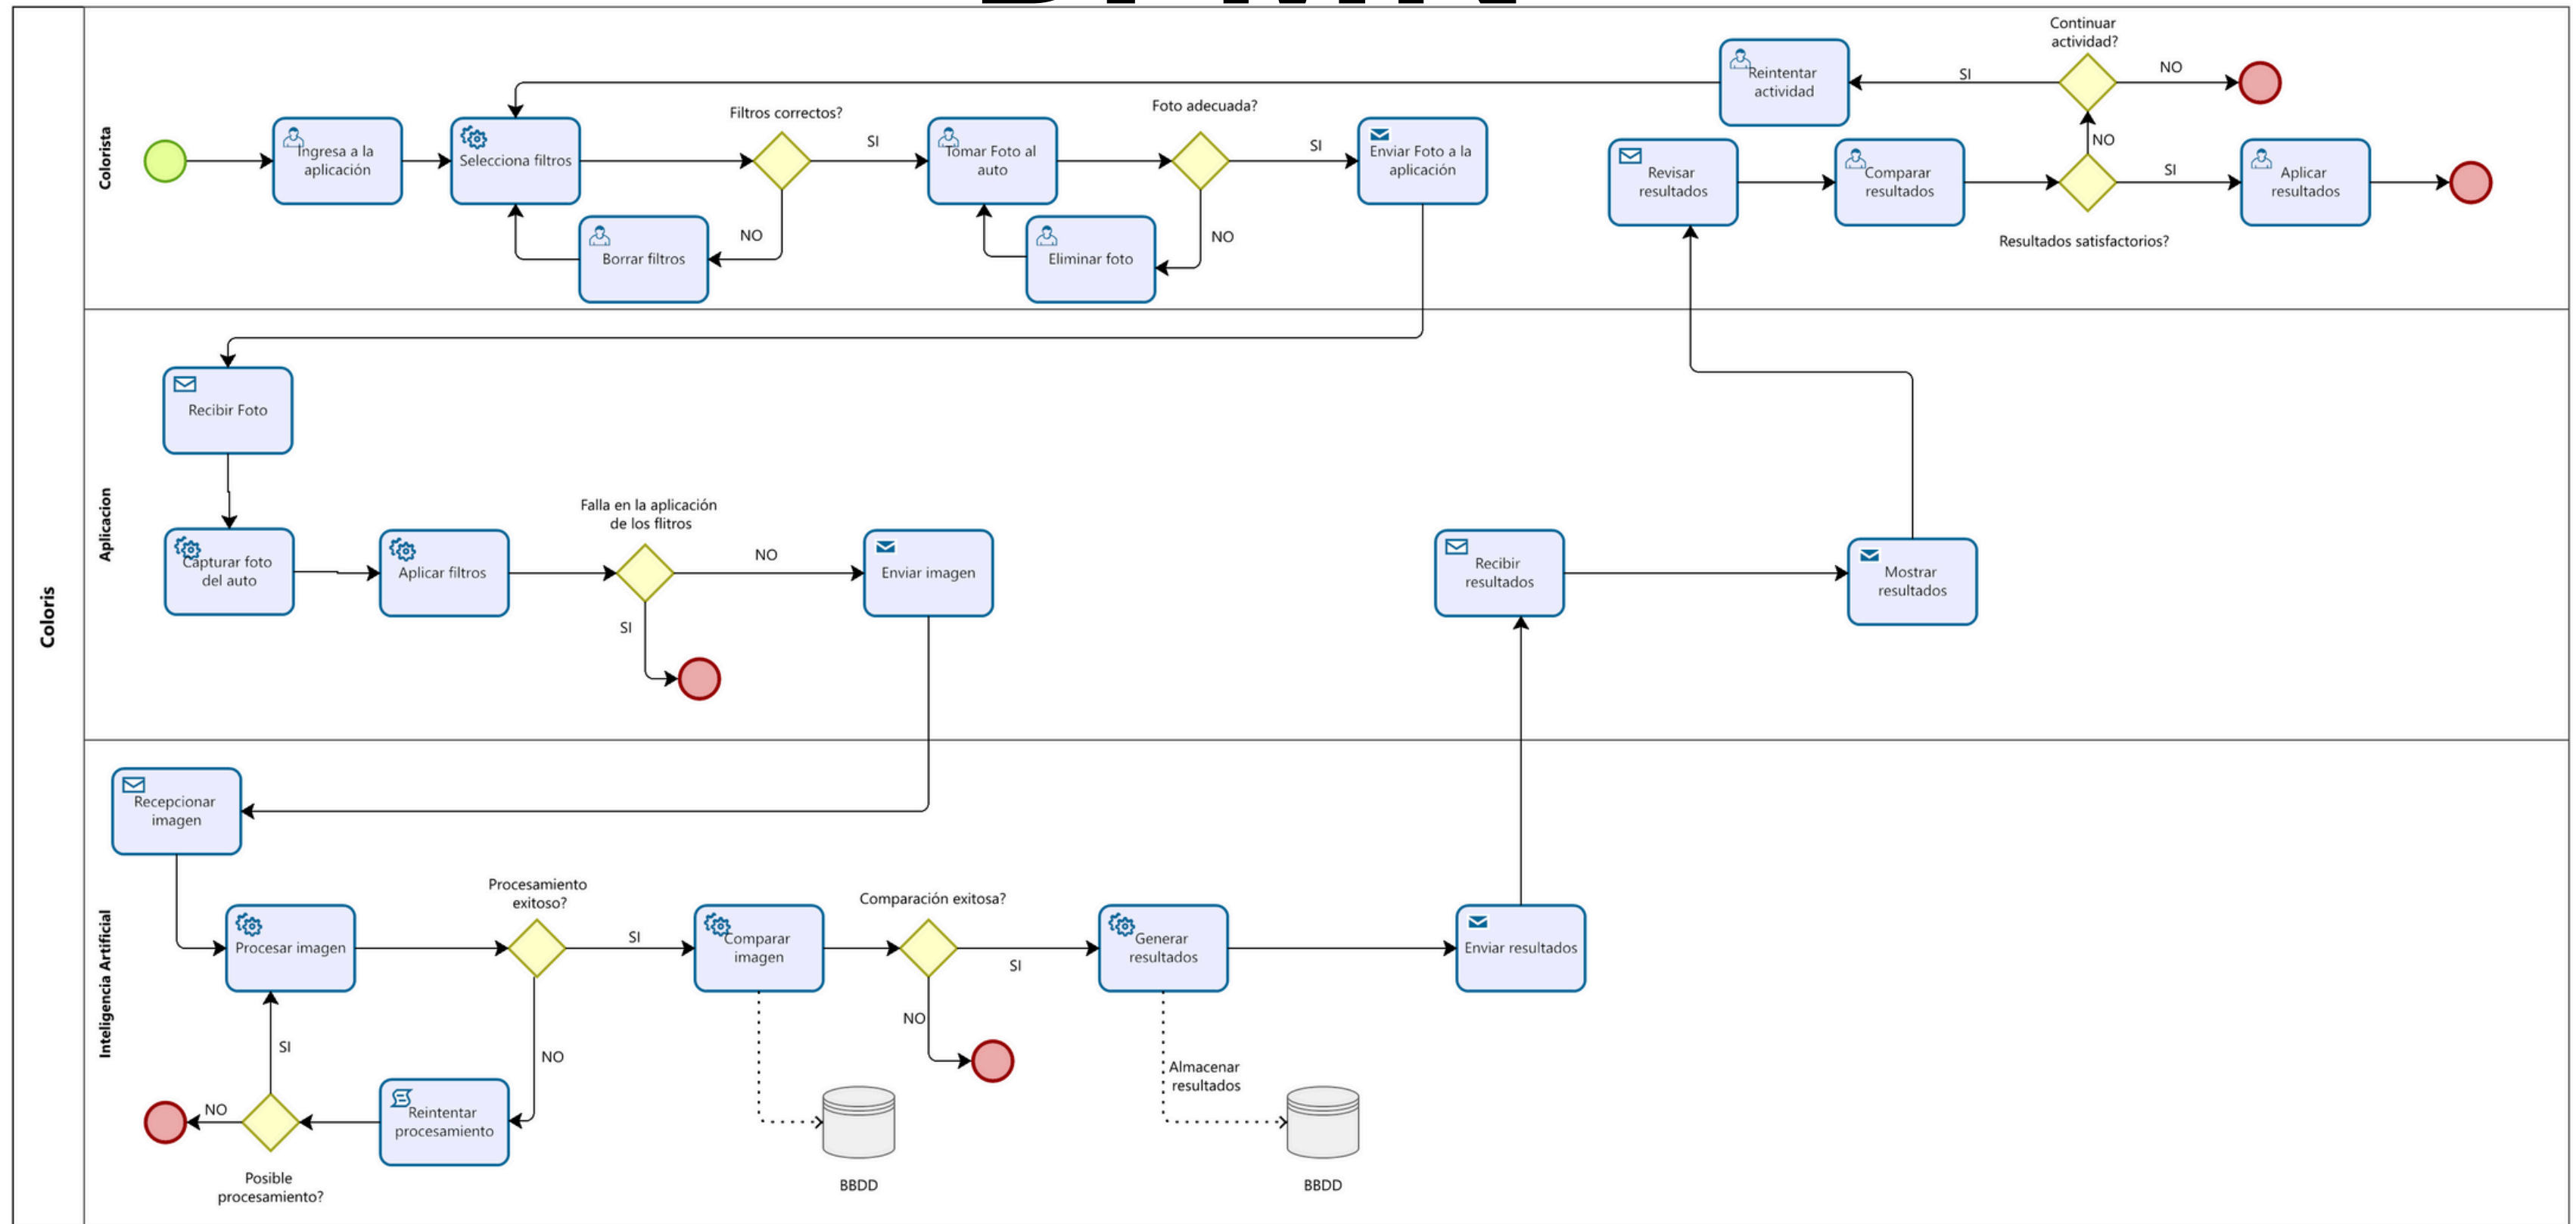 Coloris
Colorista
Ingresa a la
aplicación
Selecciona filtros
Filtros correctos?
SI
NO
Borrar filtros
Tomar Foto al
auto
Foto adecuada?
SI
NO
Eliminar foto
Enviar Foto a la
aplicación
Revisar
resultados
Comparar
resultados
Resultados satisfactorios?
SI
NO
Aplicar
resultados
Continuar
actividad?
SI
NO
Reintentar
actividad
Aplicacion
Recibir Foto
Capturar foto
del auto
Aplicar filtros
Falla en la aplicación
de los flitros
NO
SI
Enviar imagen
Recibir
resultados
Mostrar
resultados
Inteligencia Artificial
Recepcionar
imagen
Procesar imagen
Procesamiento
exitoso?
SI
NO
Reintentar
procesamiento
Posible
procesamiento?
SI
NO
Comparar
imagen
BBDD
Comparación exitosa?
SI
NO
Generar
resultados
Almacenar
resultados
BBDD
Enviar resultados